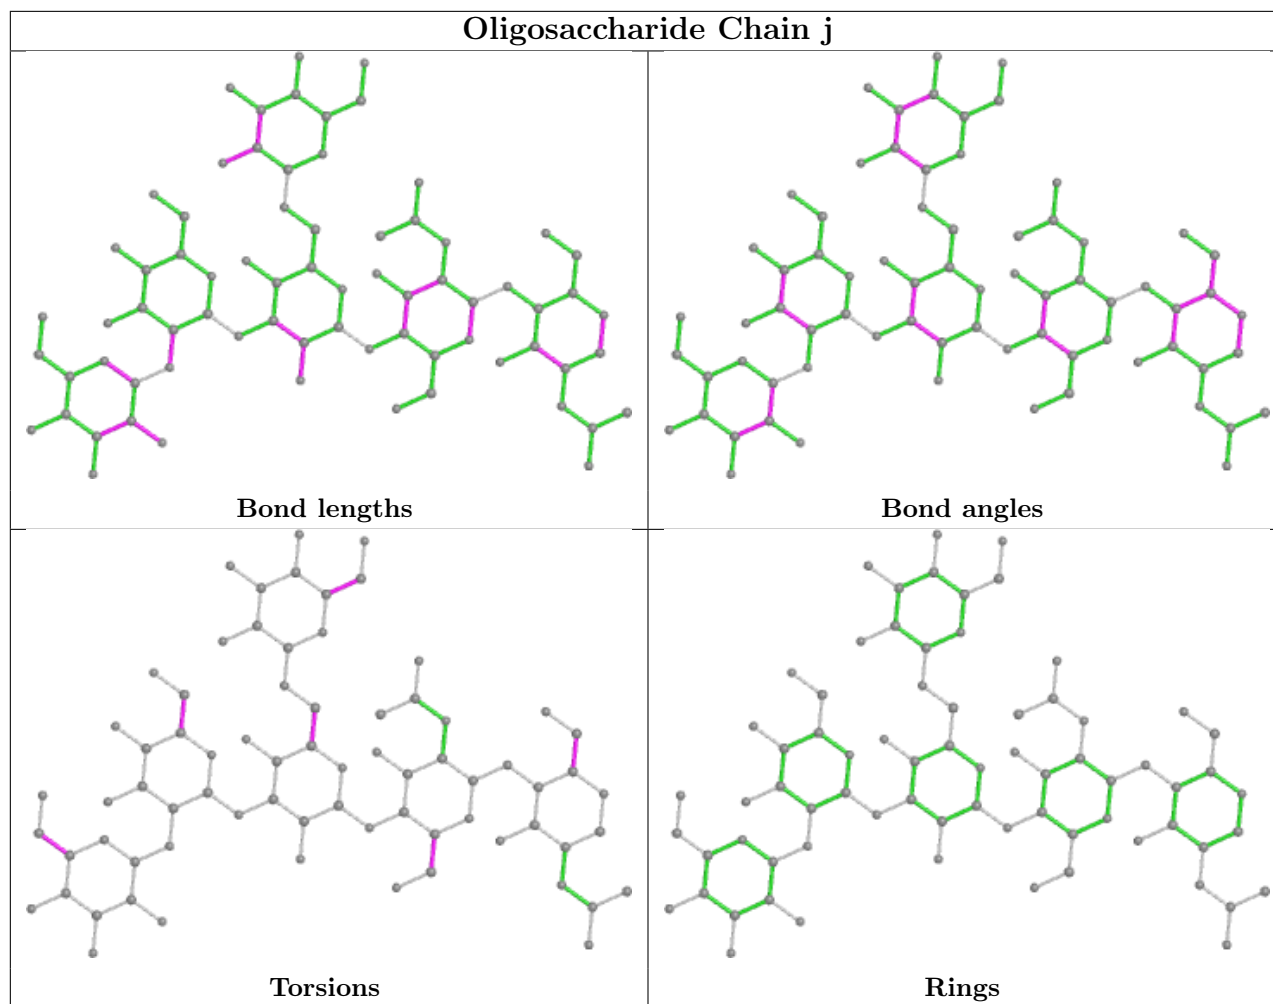 Oligosaccharide Chain j
Bond lengths
Bond angles
Torsions
Rings